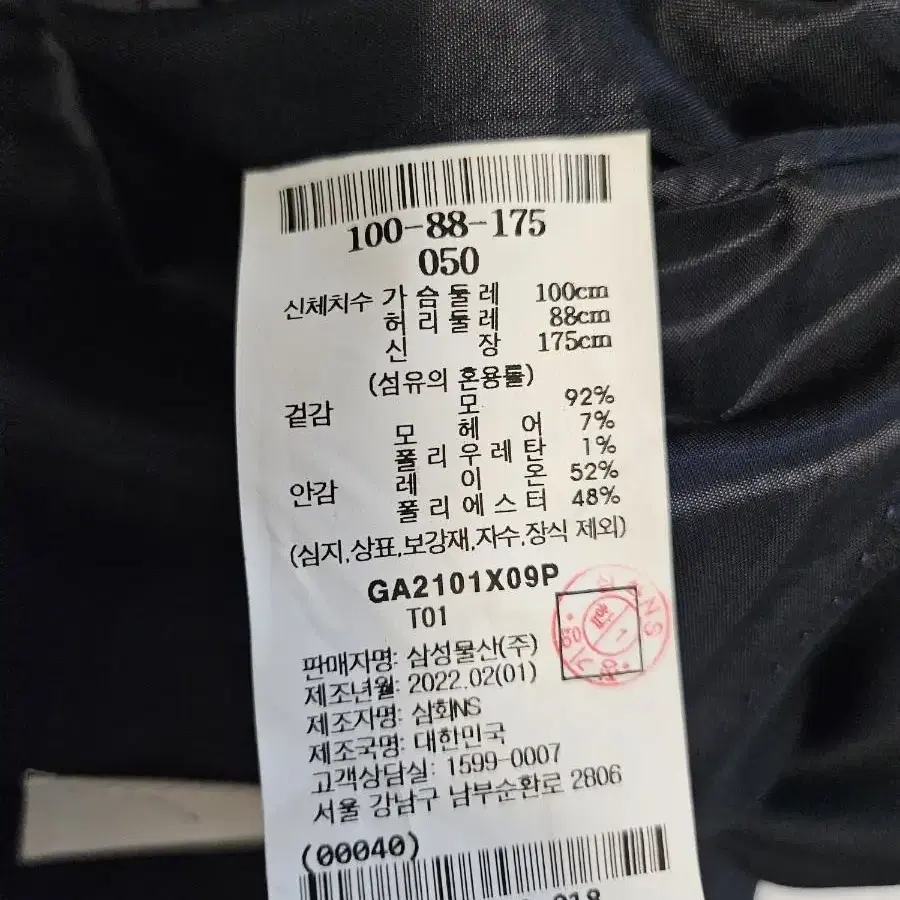 100-88-175
050
신체치수 가슴둘레 100cm
허리둘레 88cm
신장 175cm
(섬유의 혼용률)
겉감 모 92%
모헤어 7%
폴리우레탄 1%
안감 레이온 52%
폴리에스터 48%
(심지,상표,보강재,자수,장식 제외)
GA2101X09P
T01
판매자명: 삼성물산(주)
제조년월: 2022.02(01)
제조자명: 삼화NS
제조국명: 대한민국
고객상담실: 1599-0007
서울 강남구 남부순환로 2806
(00040)